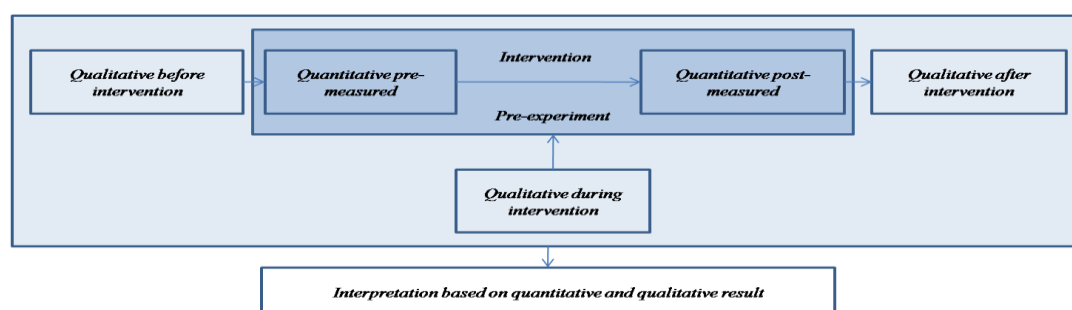 Qualitative before
intervention
Quantitative pre-
measured
Intervention
Pre-experiment
Quantitative post-
measured
Qualitative after
intervention
Qualitative during
intervention
Interpretation based on quantitative and qualitative result